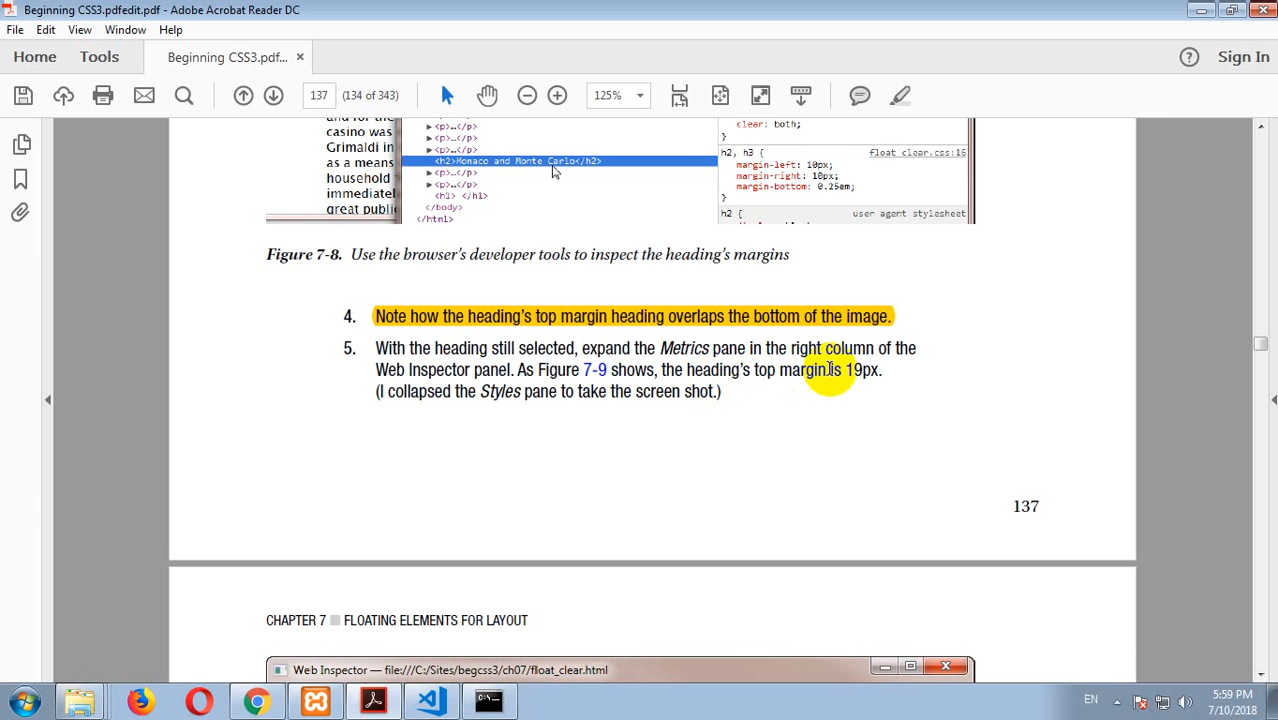 Beginning CSS3.pdfedit.pdf - Adobe Acrobat Reader DC
File Edit View Window Help
Home Tools Beginning CSS3.pdf... × Sign In
137 (134 of 343) 125%
and for the
casino was
Grimaldi in
as a means
household
immediately
great public
▶<p>…</p>
▶<p>…</p>
▶<p>…</p>
<h2>Monaco and Monte Carlo</h2>
▶<p>…</p>
▶<p>…</p>
<h1> </h1>
</body>
</html>
clear: both;
}
h2, h3 { float_clear.css:16
margin-left: 10px;
margin-right: 10px;
margin-bottom: 0.25em;
}
h2 { user agent stylesheet
Figure 7-8. Use the browser's developer tools to inspect the heading's margins
4. Note how the heading's top margin heading overlaps the bottom of the image.
5. With the heading still selected, expand the Metrics pane in the right column of the
Web Inspector panel. As Figure 7-9 shows, the heading's top margin is 19px.
(I collapsed the Styles pane to take the screen shot.)
137
CHAPTER 7 ■ FLOATING ELEMENTS FOR LAYOUT
Web Inspector — file:///C:/Sites/begcss3/ch07/float_clear.html
EN 5:59 PM
7/10/2018